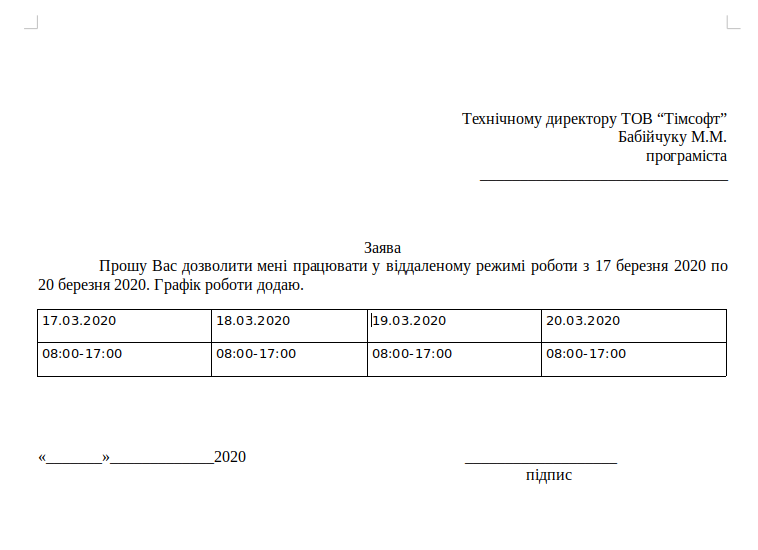 Технічному директору ТОВ “Тімсофт”
Бабійчуку М.М.
програміста
_______________________________
Заява
Прошу Вас дозволити мені працювати у віддаленому режимі роботи з 17 березня 2020 по
20 березня 2020. Графік роботи додаю.
17.03.2020 18.03.2020 19.03.2020 20.03.2020
08:00-17:00 08:00-17:00 08:00-17:00 08:00-17:00
«_______»_____________2020 ___________________
підпис